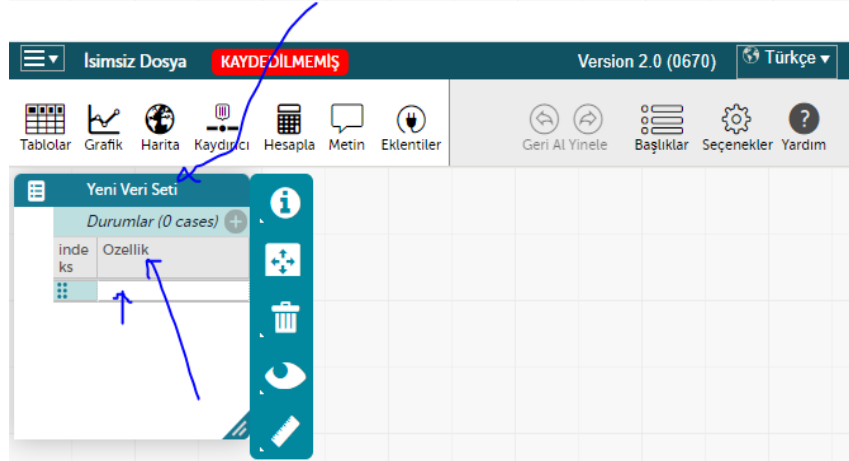 İsimsiz Dosya KAYDEDİLMEMİŞ Version 2.0 (0670) Türkçe
Tablolar Grafik Harita Kaydırıcı Hesapla Metin Eklentiler Geri Al Yinele Başlıklar Seçenekler Yardım
Yeni Veri Seti
Durumlar (0 cases)
inde Ozellik
ks